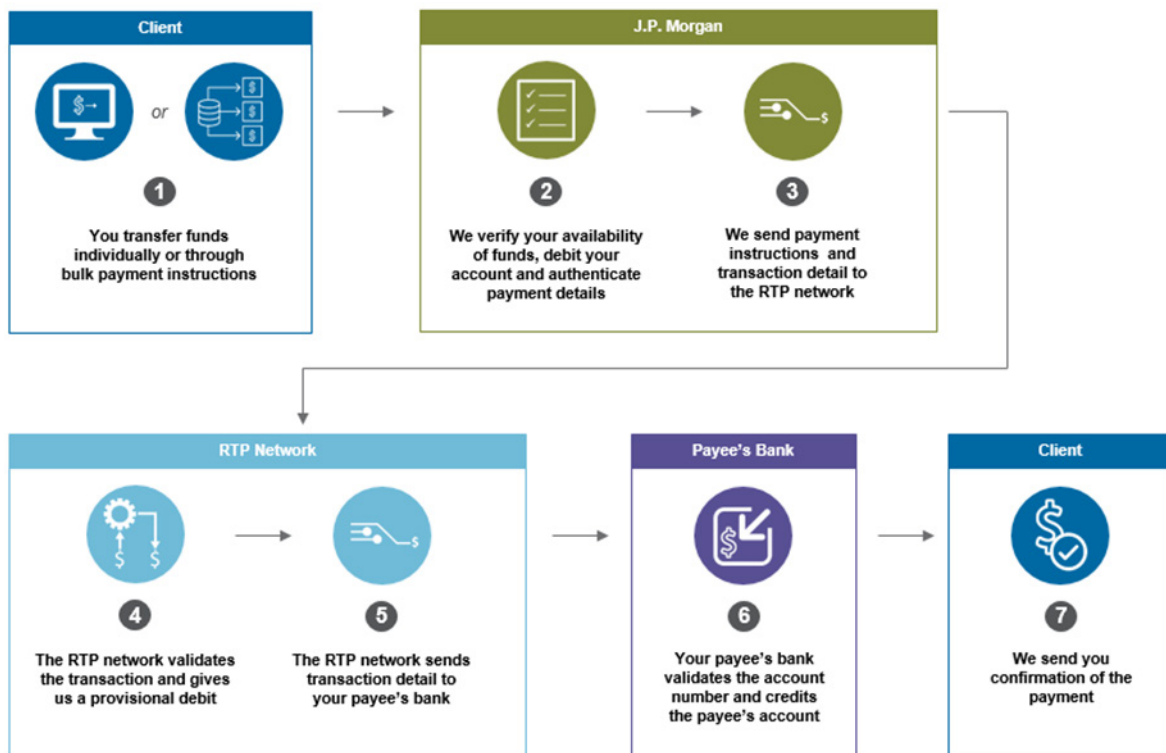 Client
or
$
$
$
$
1
You transfer funds
individually or through
bulk payment instructions
J.P. Morgan
2
We verify your availability
of funds, debit your
account and authenticate
payment details
$
3
We send payment
instructions and
transaction detail to
the RTP network
RTP Network
$ $
4
The RTP network validates
the transaction and gives
us a provisional debit
$
5
The RTP network sends
transaction detail to
your payee's bank
Payee's Bank
$
6
Your payee's bank
validates the account
number and credits
the payee's account
Client
$
7
We send you
confirmation of the
payment